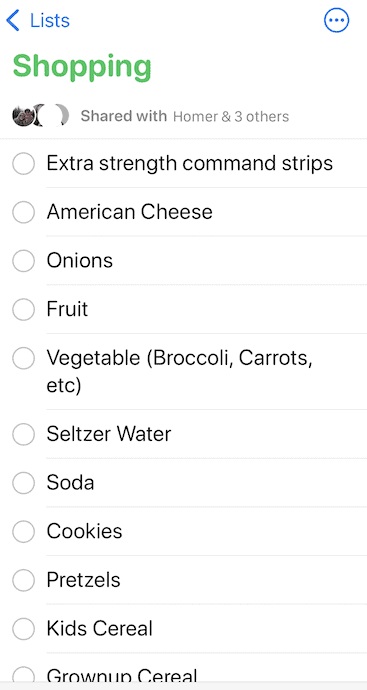 Lists
Shopping
Shared with Homer & 3 others
Extra strength command strips
American Cheese
Onions
Fruit
Vegetable (Broccoli, Carrots,
etc)
Seltzer Water
Soda
Cookies
Pretzels
Kids Cereal
Grownup Cereal